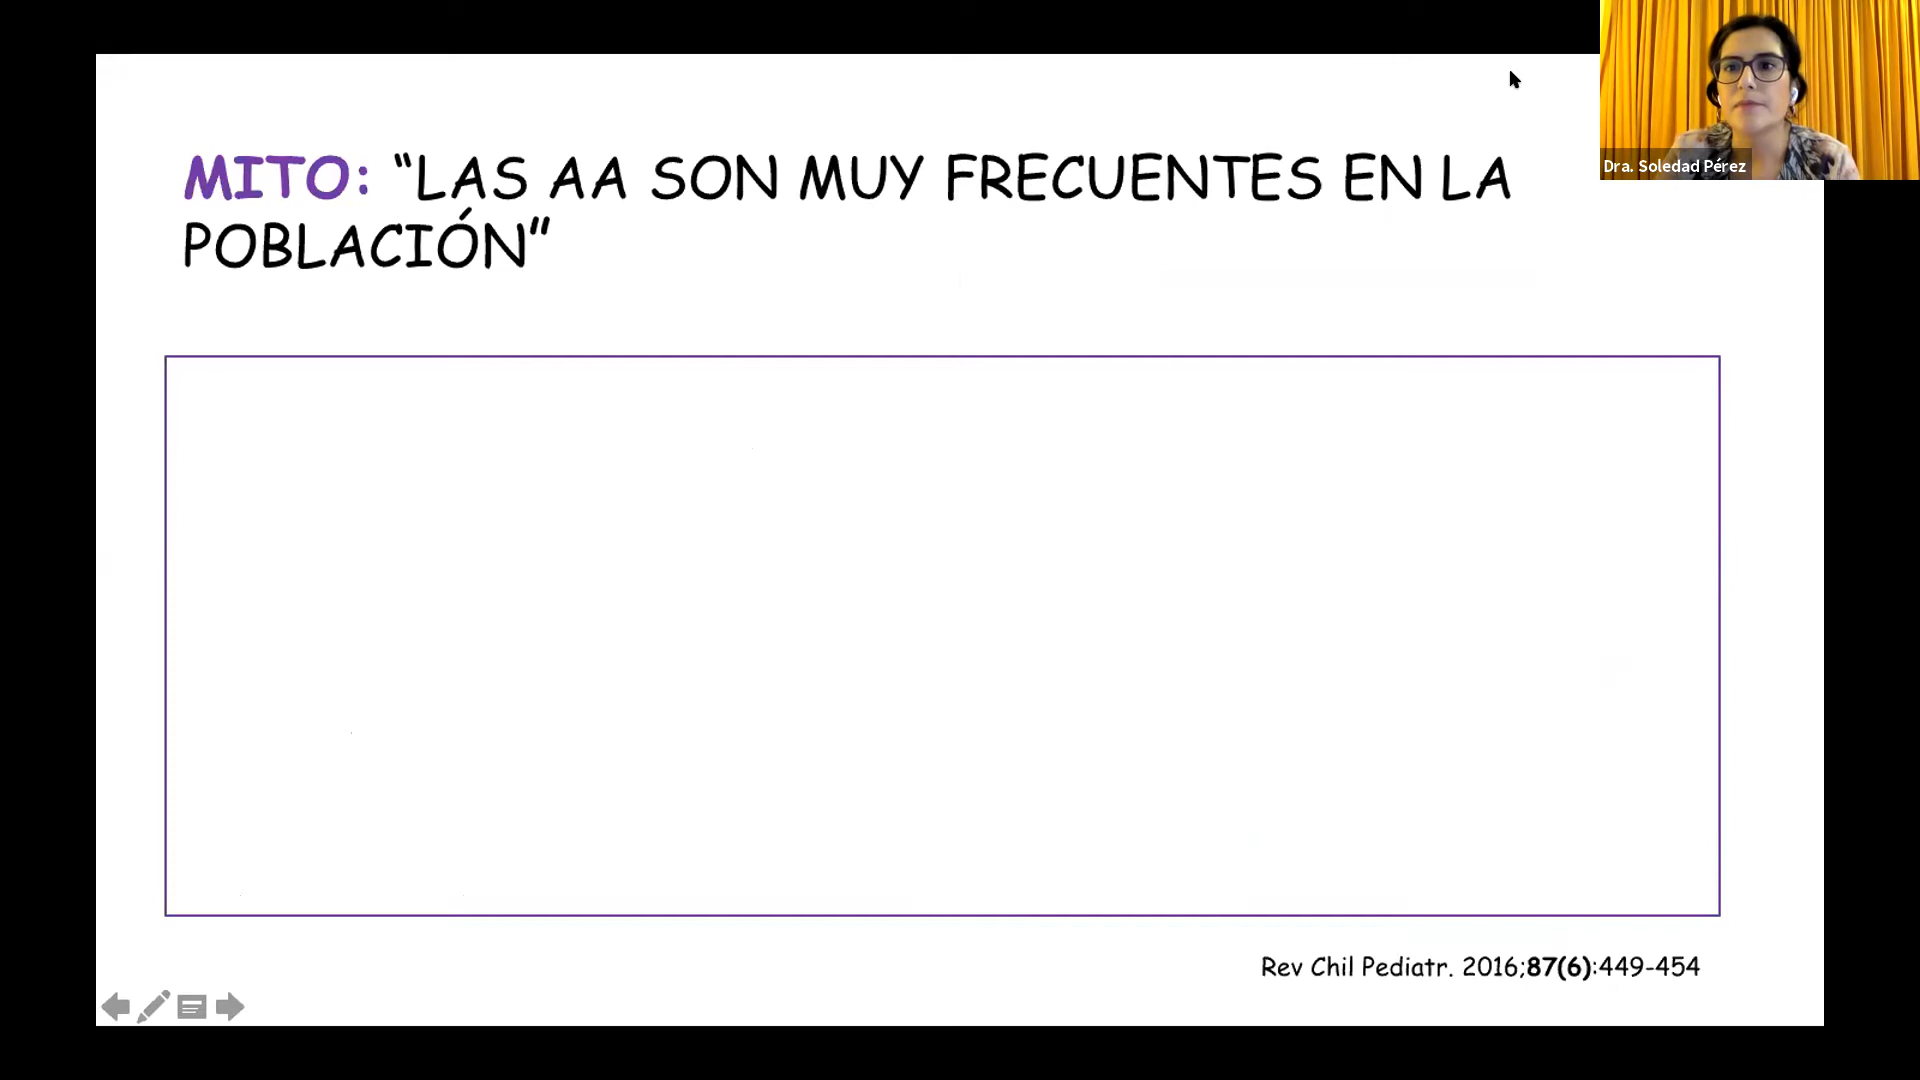 Dra. Soledad Pérez
MITO: “LAS AA SON MUY FRECUENTES EN LA
POBLACIÓN”
Rev Chil Pediatr. 2016;87(6):449-454